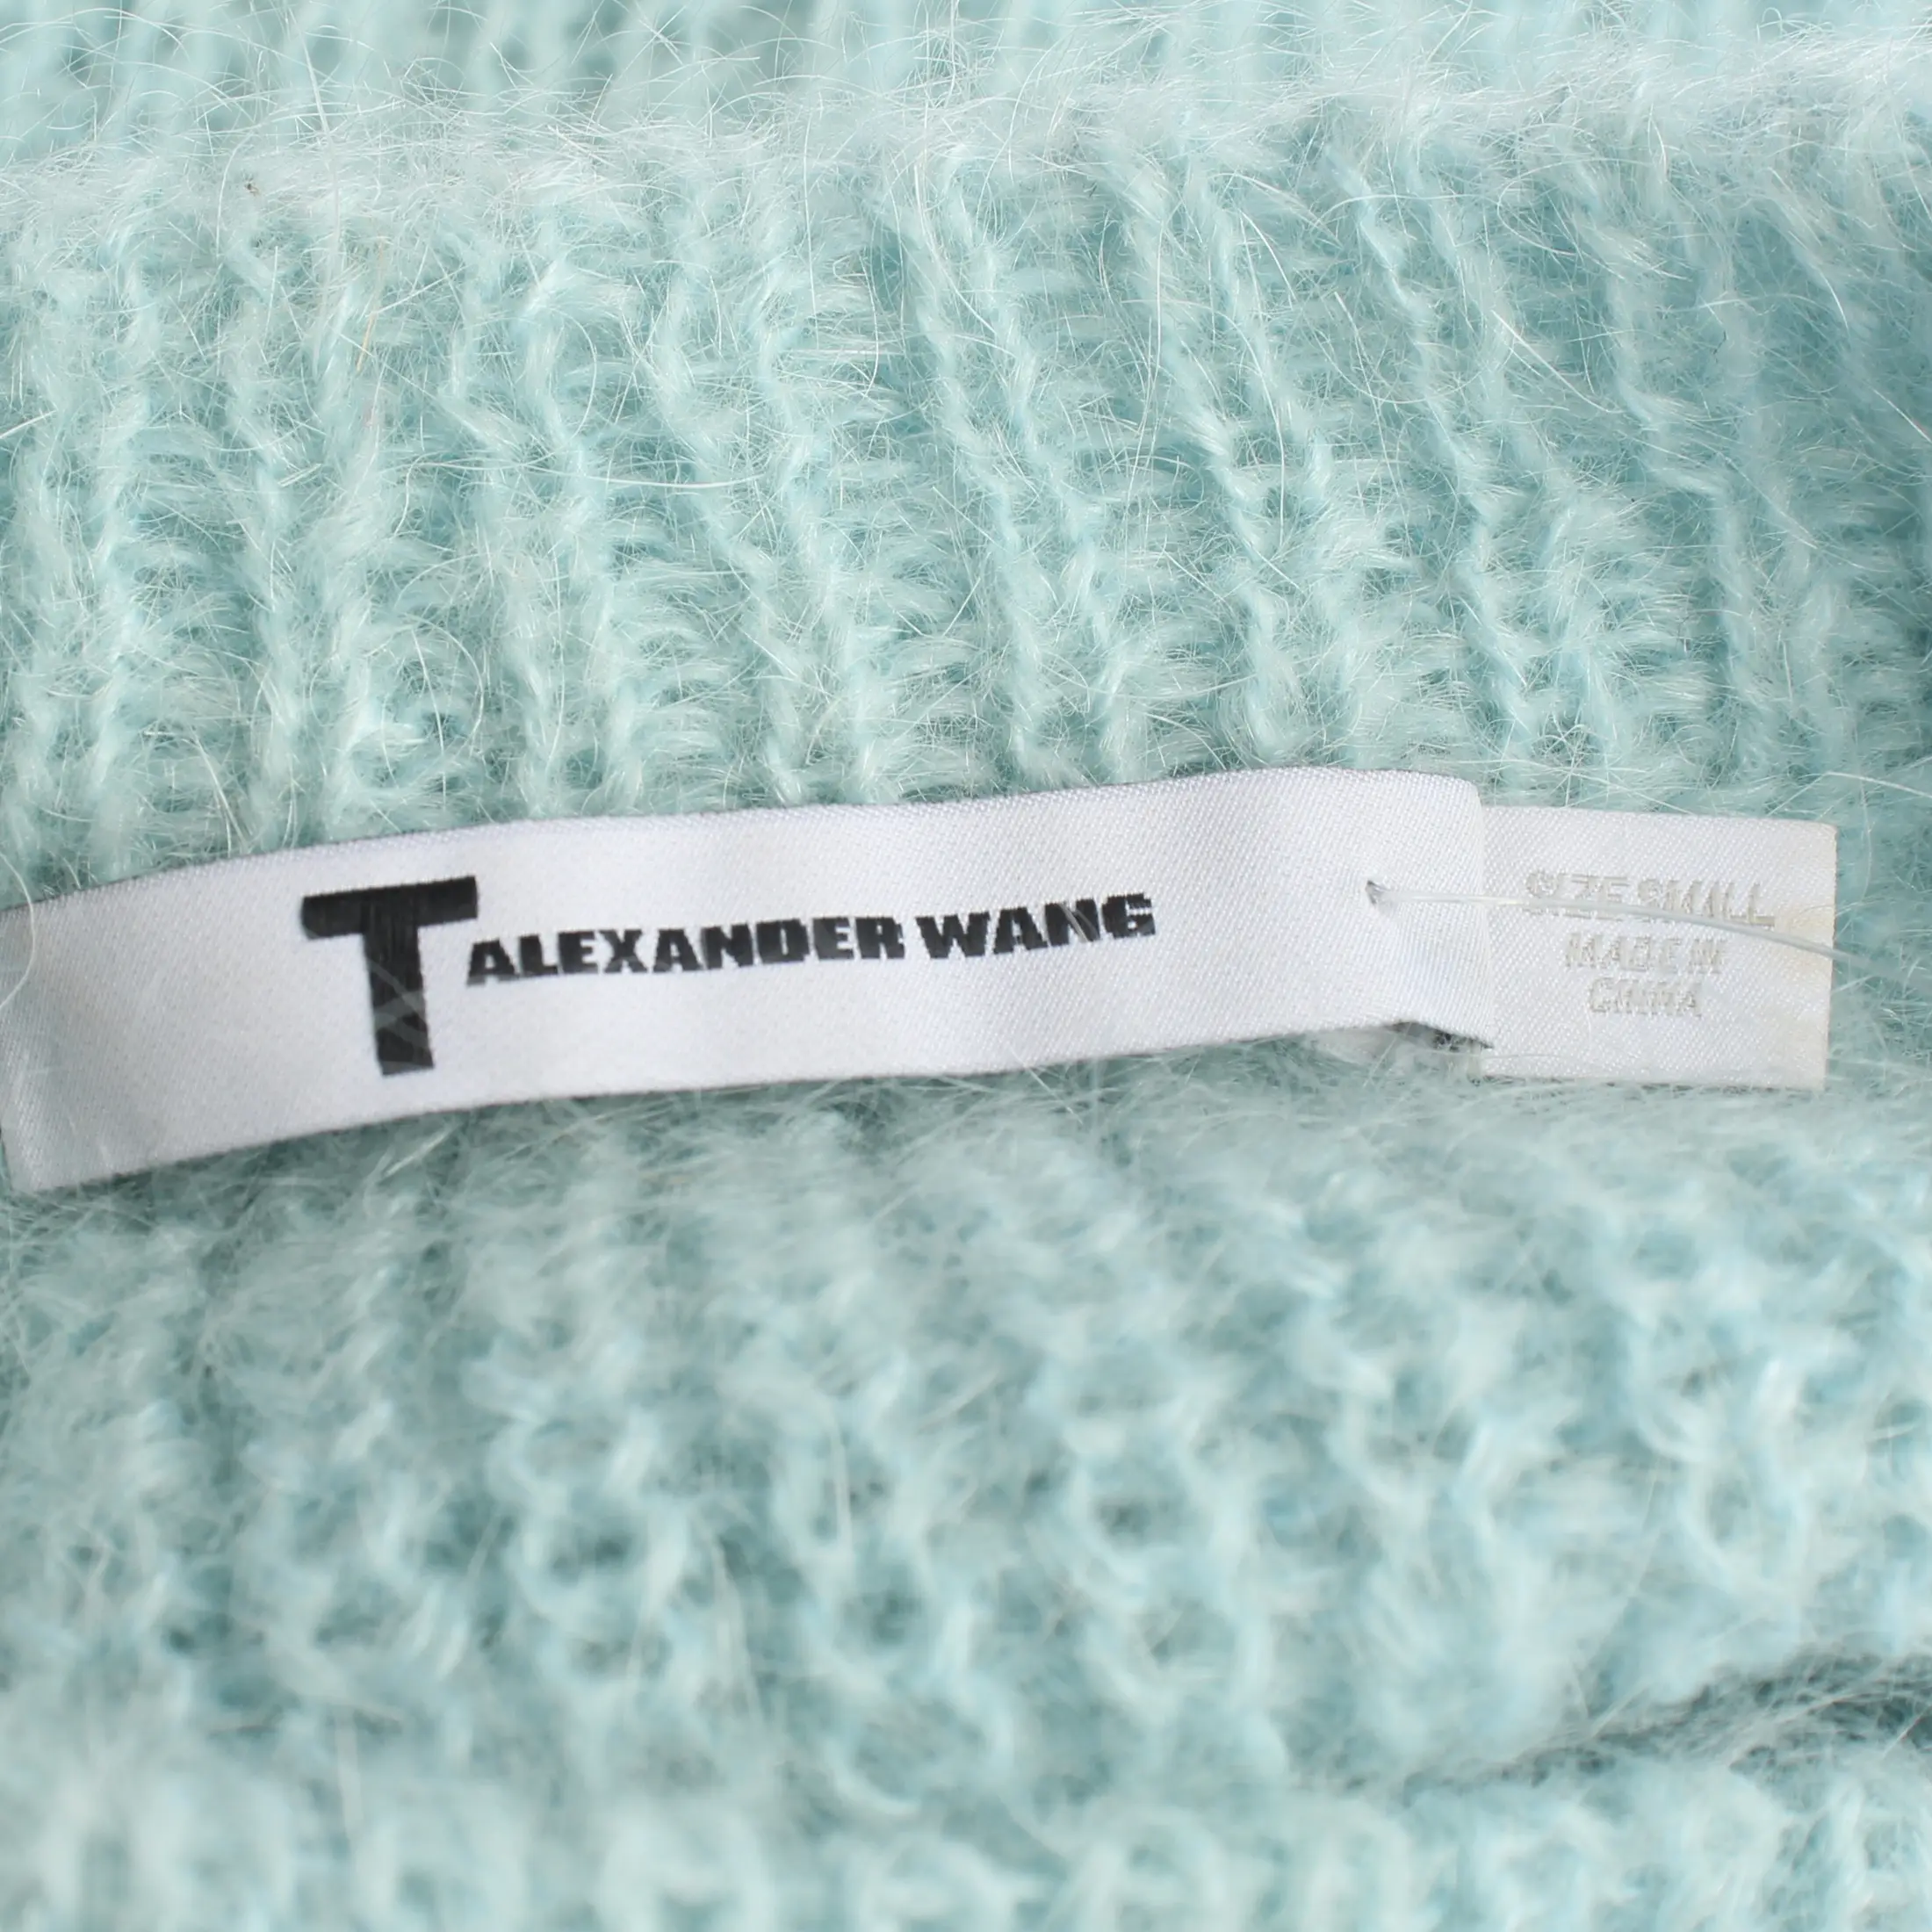 T ALEXANDER WANG
SIZE SMALL
MADE IN
CHINA